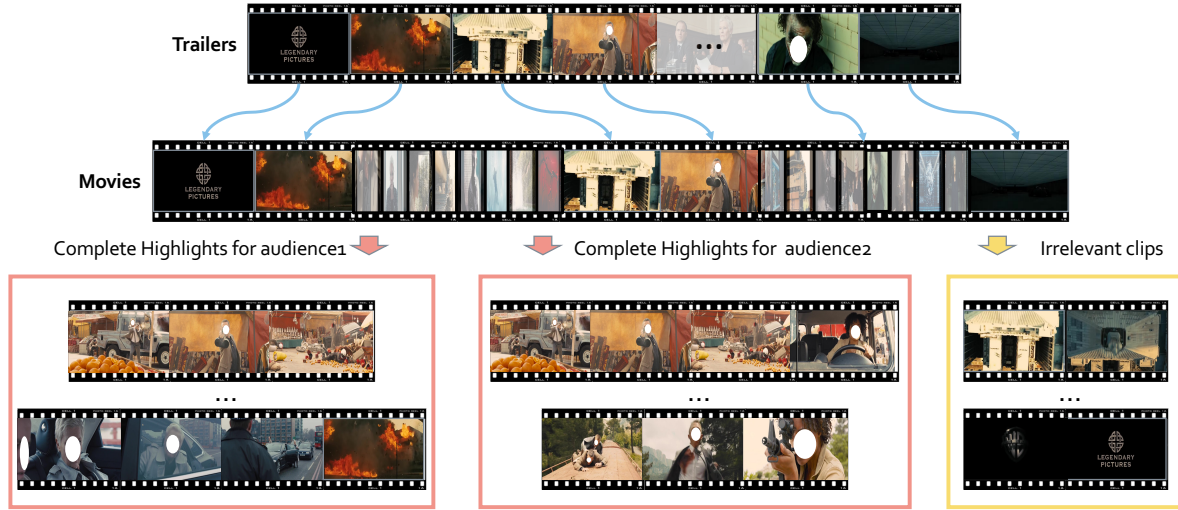 Trailers
LEGENDARY
PICTURES
...
Movies
LEGENDARY
PICTURES
Complete Highlights for audience1
Complete Highlights for audience2
Irrelevant clips
...
...
...
LEGENDARY
PICTURES